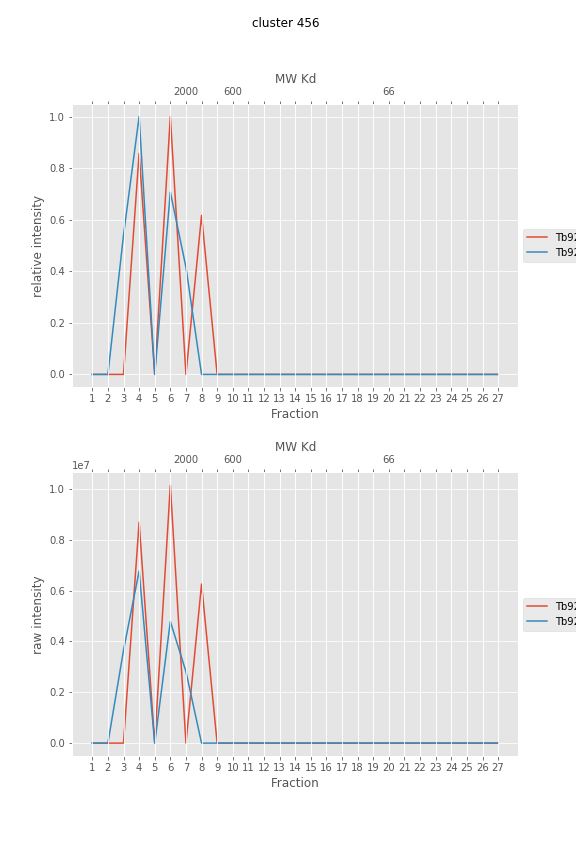 cluster 456
MW Kd
2000 600 66
1.0
0.8
0.6
0.4
0.2
0.0
relative intensity
Tb92
Tb92
1 2 3 4 5 6 7 8 9 10 11 12 13 14 15 16 17 18 19 20 21 22 23 24 25 26 27
Fraction
MW Kd
1e7
2000 600 66
1.0
0.8
0.6
0.4
0.2
0.0
raw intensity
Tb92
Tb92
1 2 3 4 5 6 7 8 9 10 11 12 13 14 15 16 17 18 19 20 21 22 23 24 25 26 27
Fraction